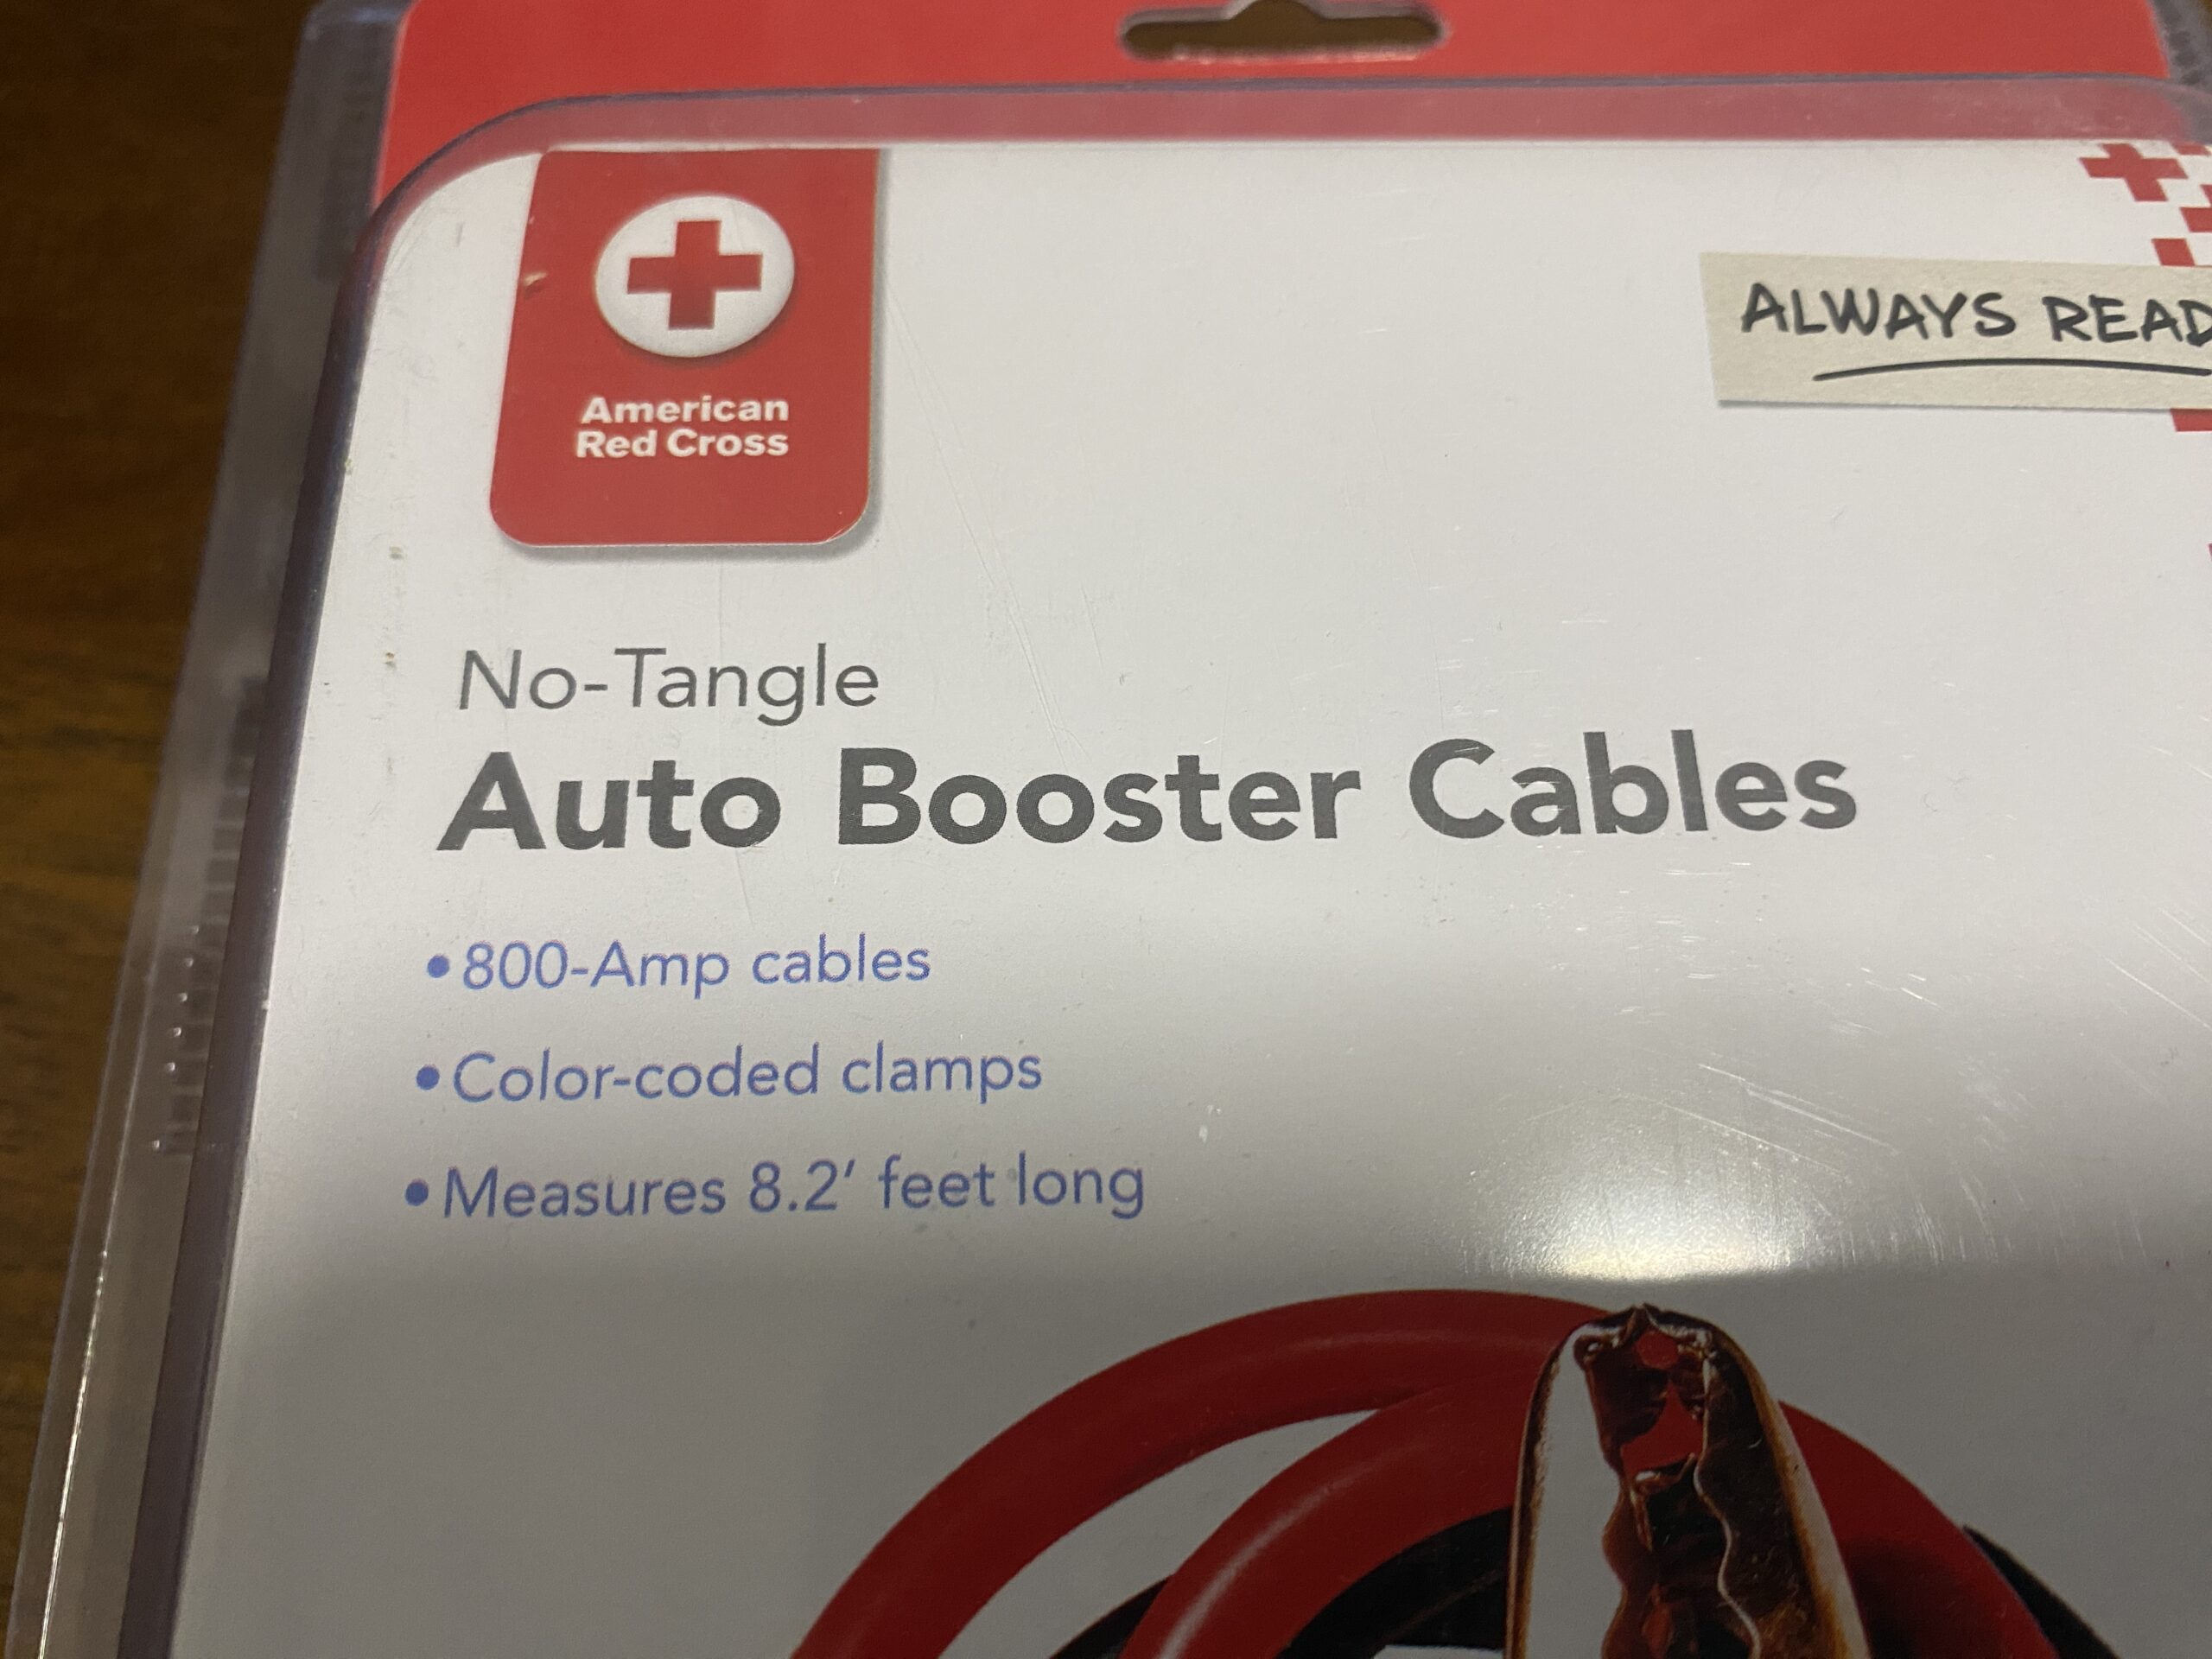 American
Red Cross
ALWAYS READ
No-Tangle
Auto Booster Cables
•800-Amp cables
•Color-coded clamps
•Measures 8.2' feet long